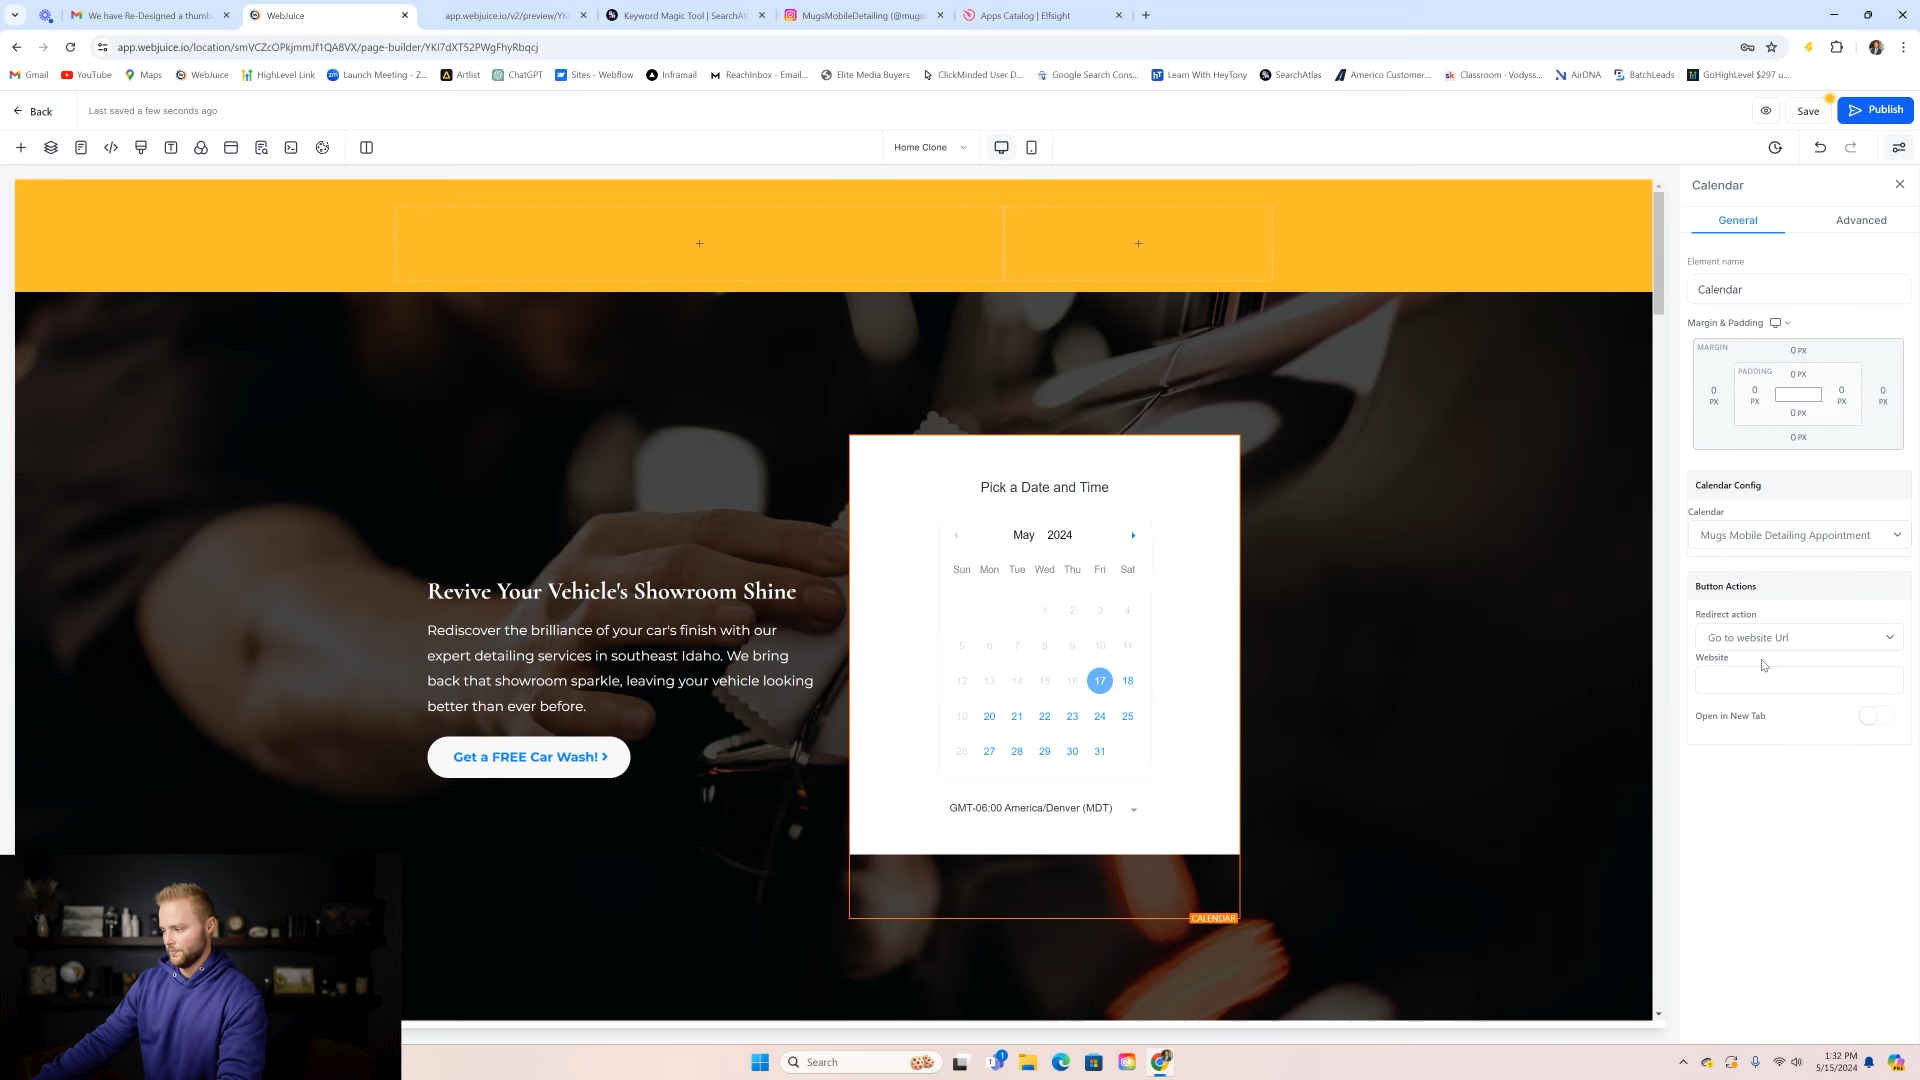 We have Re-Designed a thumb
WebJuice
app.webjuice.io/v2/preview/YKI
Keyword Magic Tool | SearchAtl
MugsMobileDetailing (@mugs
Apps Catalog | Elfsight
app.webjuice.io/location/smVCZcOPkjmmJf1QA8VX/page-builder/YKI7dXT52PWgFhyRbqcj
Gmail
YouTube
Maps
WebJuice
HighLevel Link
Launch Meeting - Z...
Artlist
ChatGPT
Sites - Webflow
Inframail
ReachInbox - Email...
Elite Media Buyers
ClickMinded User D...
Google Search Cons...
Learn With HeyTony
SearchAtlas
Americo Customer...
Classroom - Vodyss...
AirDNA
BatchLeads
GoHighLevel $297 u...
Back
Last saved a few seconds ago
Save
Publish
Home Clone
Calendar
General
Advanced
Element name
Calendar
Margin & Padding
MARGIN
0 PX
PADDING
0 PX
0 PX
0 PX
0 PX
0 PX
0 PX
0 PX
Calendar Config
Calendar
Mugs Mobile Detailing Appointment
Button Actions
Redirect action
Go to website Url
Website
Open in New Tab
Pick a Date and Time
May 2024
Sun Mon Tue Wed Thu Fri Sat
1 2 3 4
5 6 7 8 9 10 11
12 13 14 15 16 17 18
19 20 21 22 23 24 25
26 27 28 29 30 31
GMT-06:00 America/Denver (MDT)
CALENDAR
Revive Your Vehicle's Showroom Shine
Rediscover the brilliance of your car's finish with our
expert detailing services in southeast Idaho. We bring
back that showroom sparkle, leaving your vehicle looking
better than ever before.
Get a FREE Car Wash!
Search
1
1:32 PM
5/15/2024